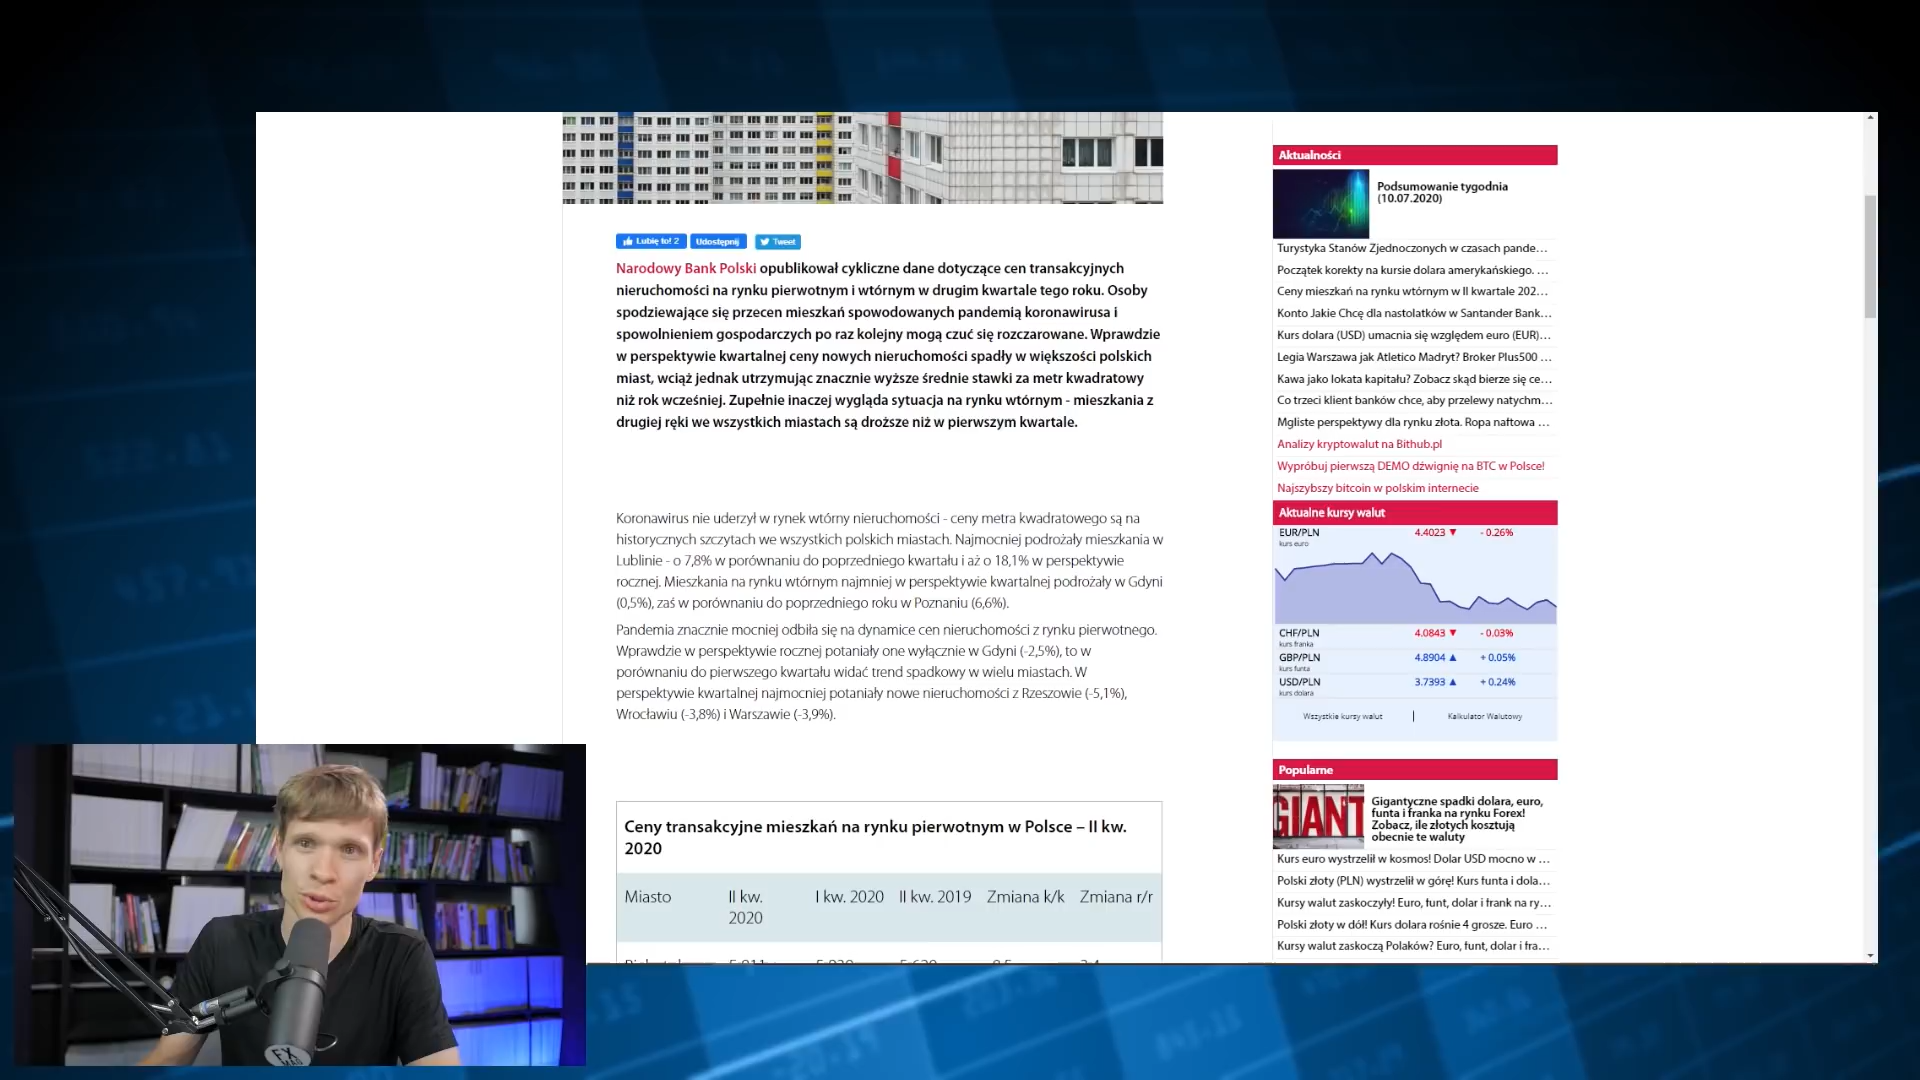 Lubię to! 2 Udostępnij Tweet
Narodowy Bank Polski opublikował cykliczne dane dotyczące cen transakcyjnych
nieruchomości na rynku pierwotnym i wtórnym w drugim kwartale tego roku. Osoby
spodziewające się przecen mieszkań spowodowanych pandemią koronawirusa i
spowolnieniem gospodarczych po raz kolejny mogą czuć się rozczarowane. Wprawdzie
w perspektywie kwartalnej ceny nowych nieruchomości spadły w większości polskich
miast, wciąż jednak utrzymując znacznie wyższe średnie stawki za metr kwadratowy
niż rok wcześniej. Zupełnie inaczej wygląda sytuacja na rynku wtórnym - mieszkania z
drugiej ręki we wszystkich miastach są droższe niż w pierwszym kwartale.
Koronawirus nie uderzył w rynek wtórny nieruchomości - ceny metra kwadratowego są na
historycznych szczytach we wszystkich polskich miastach. Najmocniej podrożały mieszkania w
Lublinie - o 7,8% w porównaniu do poprzedniego kwartału i aż o 18,1% w perspektywie
rocznej. Mieszkania na rynku wtórnym najmniej w perspektywie kwartalnej podrożały w Gdyni
(0,5%), zaś w porównaniu do poprzedniego roku w Poznaniu (6,6%).
Pandemia znacznie mocniej odbiła się na dynamice cen nieruchomości z rynku pierwotnego.
Wprawdzie w perspektywie rocznej potaniały one wyłącznie w Gdyni (-2,5%), to w
porównaniu do pierwszego kwartału widać trend spadkowy w wielu miastach. W
perspektywie kwartalnej najmocniej potaniały nowe nieruchomości z Rzeszowie (-5,1%),
Wrocławiu (-3,8%) i Warszawie (-3,9%).
Ceny transakcyjne mieszkań na rynku pierwotnym w Polsce – II kw.
2020
Miasto II kw. 2020 I kw. 2020 II kw. 2019 Zmiana k/k Zmiana r/r
Aktualności
Podsumowanie tygodnia
(10.07.2020)
Turystyka Stanów Zjednoczonych w czasach pande...
Początek korekty na kursie dolara amerykańskiego. ...
Ceny mieszkań na rynku wtórnym w II kwartale 202...
Konto Jakie Chcę dla nastolatków w Santander Bank...
Kurs dolara (USD) umacnia się względem euro (EUR)...
Legia Warszawa jak Atletico Madryt? Broker Plus500 ...
Kawa jako lokata kapitału? Zobacz skąd bierze się ce...
Co trzeci klient banków chce, aby przelewy natychm...
Mgliste perspektywy dla rynku złota. Ropa naftowa ...
Analizy kryptowalut na Bithub.pl
Wypróbuj pierwszą DEMO dźwignię na BTC w Polsce!
Najszybszy bitcoin w polskim internecie
Aktualne kursy walut
EUR/PLN 4.4023 ▼ - 0.26%
kurs euro
CHF/PLN 4.0843 ▼ - 0.03%
kurs franka
GBP/PLN 4.8904 ▲ + 0.05%
kurs funta
USD/PLN 3.7393 ▲ + 0.24%
kurs dolara
Wszystkie kursy walut | Kalkulator Walutowy
Popularne
GIANT
Gigantyczne spadki dolara, euro,
funta i franka na rynku Forex!
Zobacz, ile złotych kosztują
obecnie te waluty
Kurs euro wystrzelił w kosmos! Dolar USD mocno w ...
Polski złoty (PLN) wystrzelił w górę! Kurs funta i dola...
Kursy walut zaskoczyły! Euro, funt, dolar i frank na ry...
Polski złoty w dół! Kurs dolara rośnie 4 grosze. Euro ...
Kursy walut zaskoczą Polaków? Euro, funt, dolar i fra...
FX
MAG